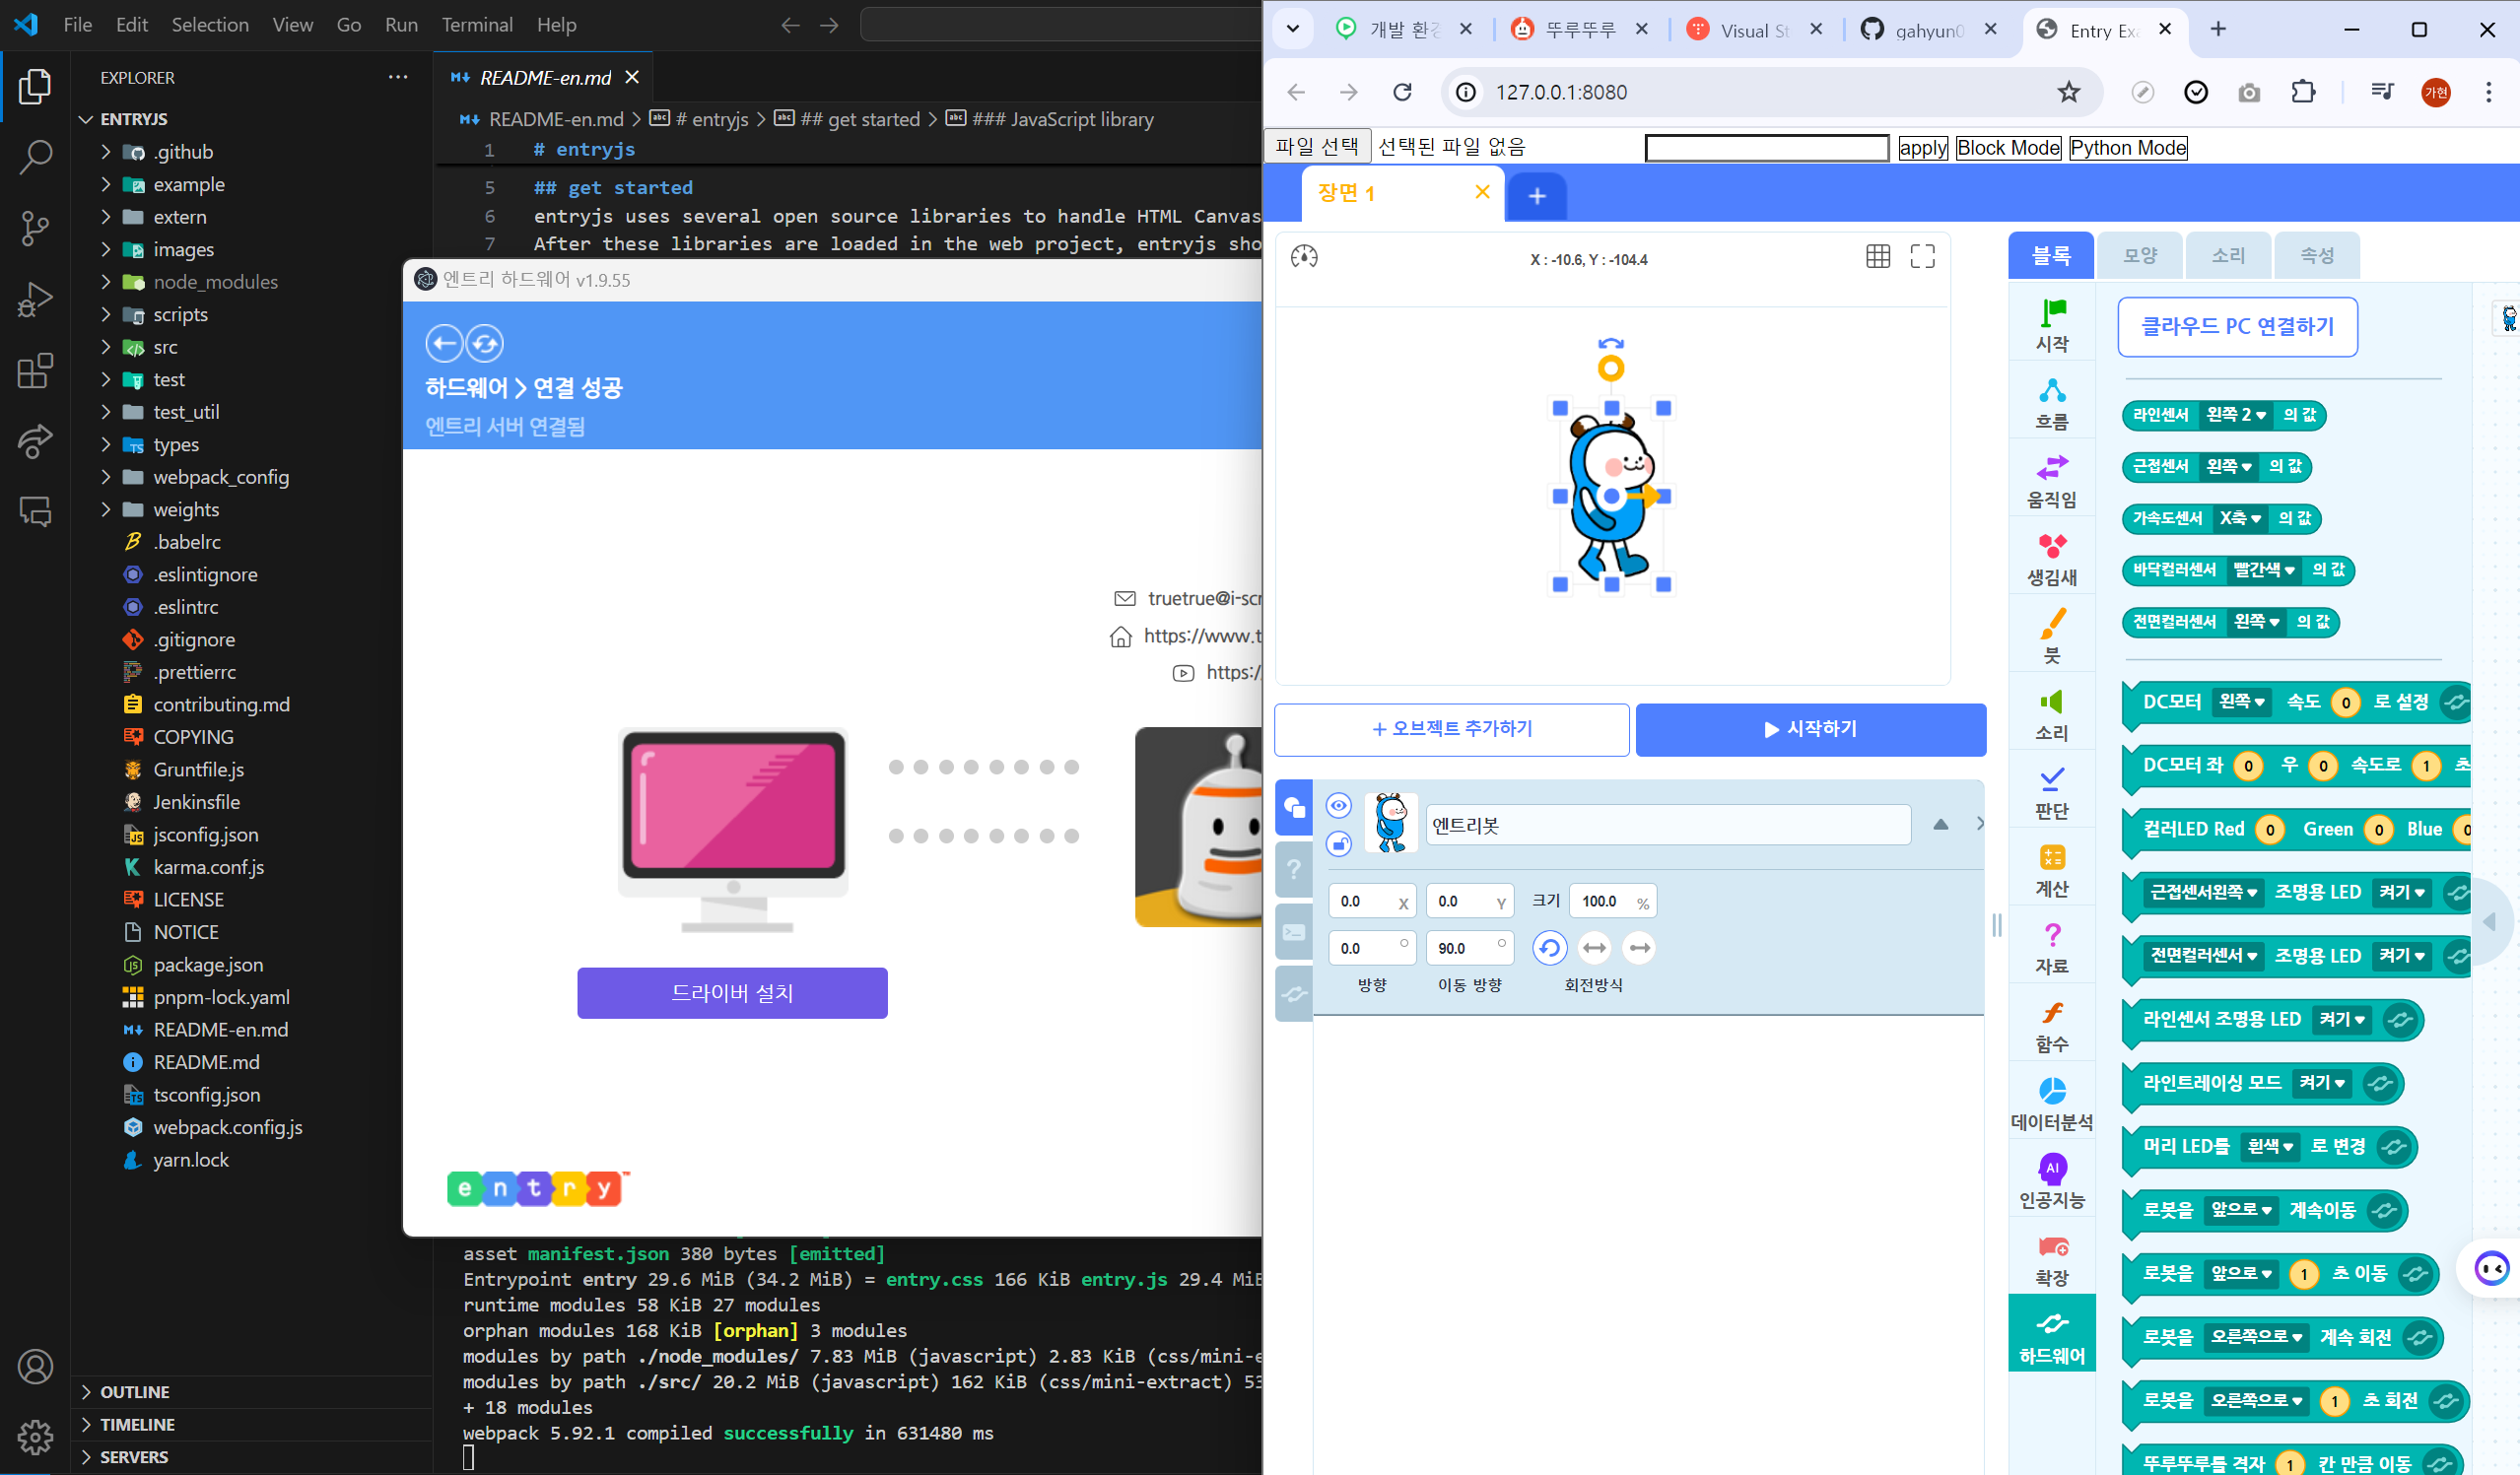 File Edit Selection View Go Run Terminal Help
EXPLORER
ENTRYJS
.github
example
extern
images
node_modules
scripts
src
test
test_util
types
webpack_config
weights
.babelrc
.eslintignore
.eslintrc
.gitignore
.prettierrc
contributing.md
COPYING
Gruntfile.js
Jenkinsfile
jsconfig.json
karma.conf.js
LICENSE
NOTICE
package.json
pnpm-lock.yaml
README-en.md
README.md
tsconfig.json
webpack.config.js
yarn.lock
OUTLINE
TIMELINE
SERVERS
README-en.md
README-en.md > # entryjs > ## get started > ### JavaScript library
1 # entryjs
5 ## get started
6 entryjs uses several open source libraries to handle HTML Canvas
7 After these libraries are loaded in the web project, entryjs sho
엔트리 하드웨어 v1.9.55
하드웨어 > 연결 성공
엔트리 서버 연결됨
truetrue@i-scr
https://www.t
https:/
드라이버 설치
entry™
asset manifest.json 380 bytes [emitted]
Entrypoint entry 29.6 MiB (34.2 MiB) = entry.css 166 KiB entry.js 29.4 MiB
runtime modules 58 KiB 27 modules
orphan modules 168 KiB [orphan] 3 modules
modules by path ./node_modules/ 7.83 MiB (javascript) 2.83 KiB (css/mini-e
modules by path ./src/ 20.2 MiB (javascript) 162 KiB (css/mini-extract) 53
+ 18 modules
webpack 5.92.1 compiled successfully in 631480 ms
개발 환경
뚜루뚜루
Visual St
gahyun0
Entry Exa
127.0.0.1:8080
가현
파일 선택 선택된 파일 없음
apply Block Mode Python Mode
장면 1
X : -10.6, Y : -104.4
+ 오브젝트 추가하기
시작하기
엔트리봇
0.0 X 0.0 Y 크기 100.0 %
0.0 ° 90.0 °
방향 이동 방향 회전방식
블록 모양 소리 속성
시작
흐름
움직임
생김새
붓
소리
판단
계산
자료
함수
데이터분석
AI
인공지능
확장
하드웨어
클라우드 PC 연결하기
라인센서 왼쪽 2 의 값
근접센서 왼쪽 의 값
가속도센서 X축 의 값
바닥컬러센서 빨간색 의 값
전면컬러센서 왼쪽 의 값
DC모터 왼쪽 속도 0 로 설정
DC모터 좌 0 우 0 속도로 1 초
컬러LED Red 0 Green 0 Blue 0
근접센서왼쪽 조명용 LED 켜기
전면컬러센서 조명용 LED 켜기
라인센서 조명용 LED 켜기
라인트레이싱 모드 켜기
머리 LED를 흰색 로 변경
로봇을 앞으로 계속이동
로봇을 앞으로 1 초 이동
로봇을 오른쪽으로 계속 회전
로봇을 오른쪽으로 1 초 회전
뚜루뚜루를 격자 1 칸 만큼 이동